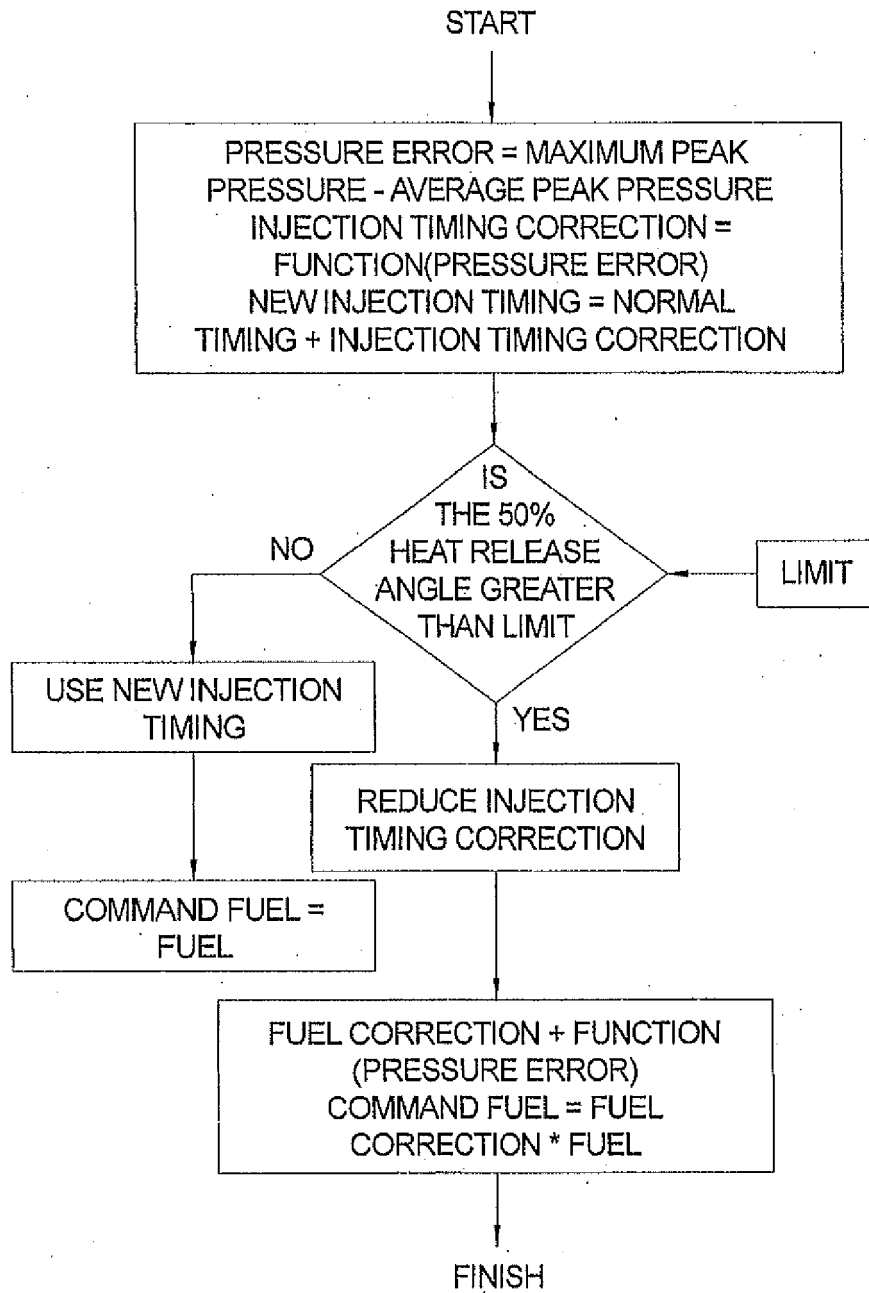 START
PRESSURE ERROR = MAXIMUM PEAK
PRESSURE - AVERAGE PEAK PRESSURE
INJECTION TIMING CORRECTION =
FUNCTION(PRESSURE ERROR)
NEW INJECTION TIMING = NORMAL
TIMING + INJECTION TIMING CORRECTION
IS
THE 50%
HEAT RELEASE
ANGLE GREATER
THAN LIMIT
LIMIT
NO
USE NEW INJECTION
TIMING
COMMAND FUEL =
FUEL
YES
REDUCE INJECTION
TIMING CORRECTION
FUEL CORRECTION + FUNCTION
(PRESSURE ERROR)
COMMAND FUEL = FUEL
CORRECTION * FUEL
FINISH